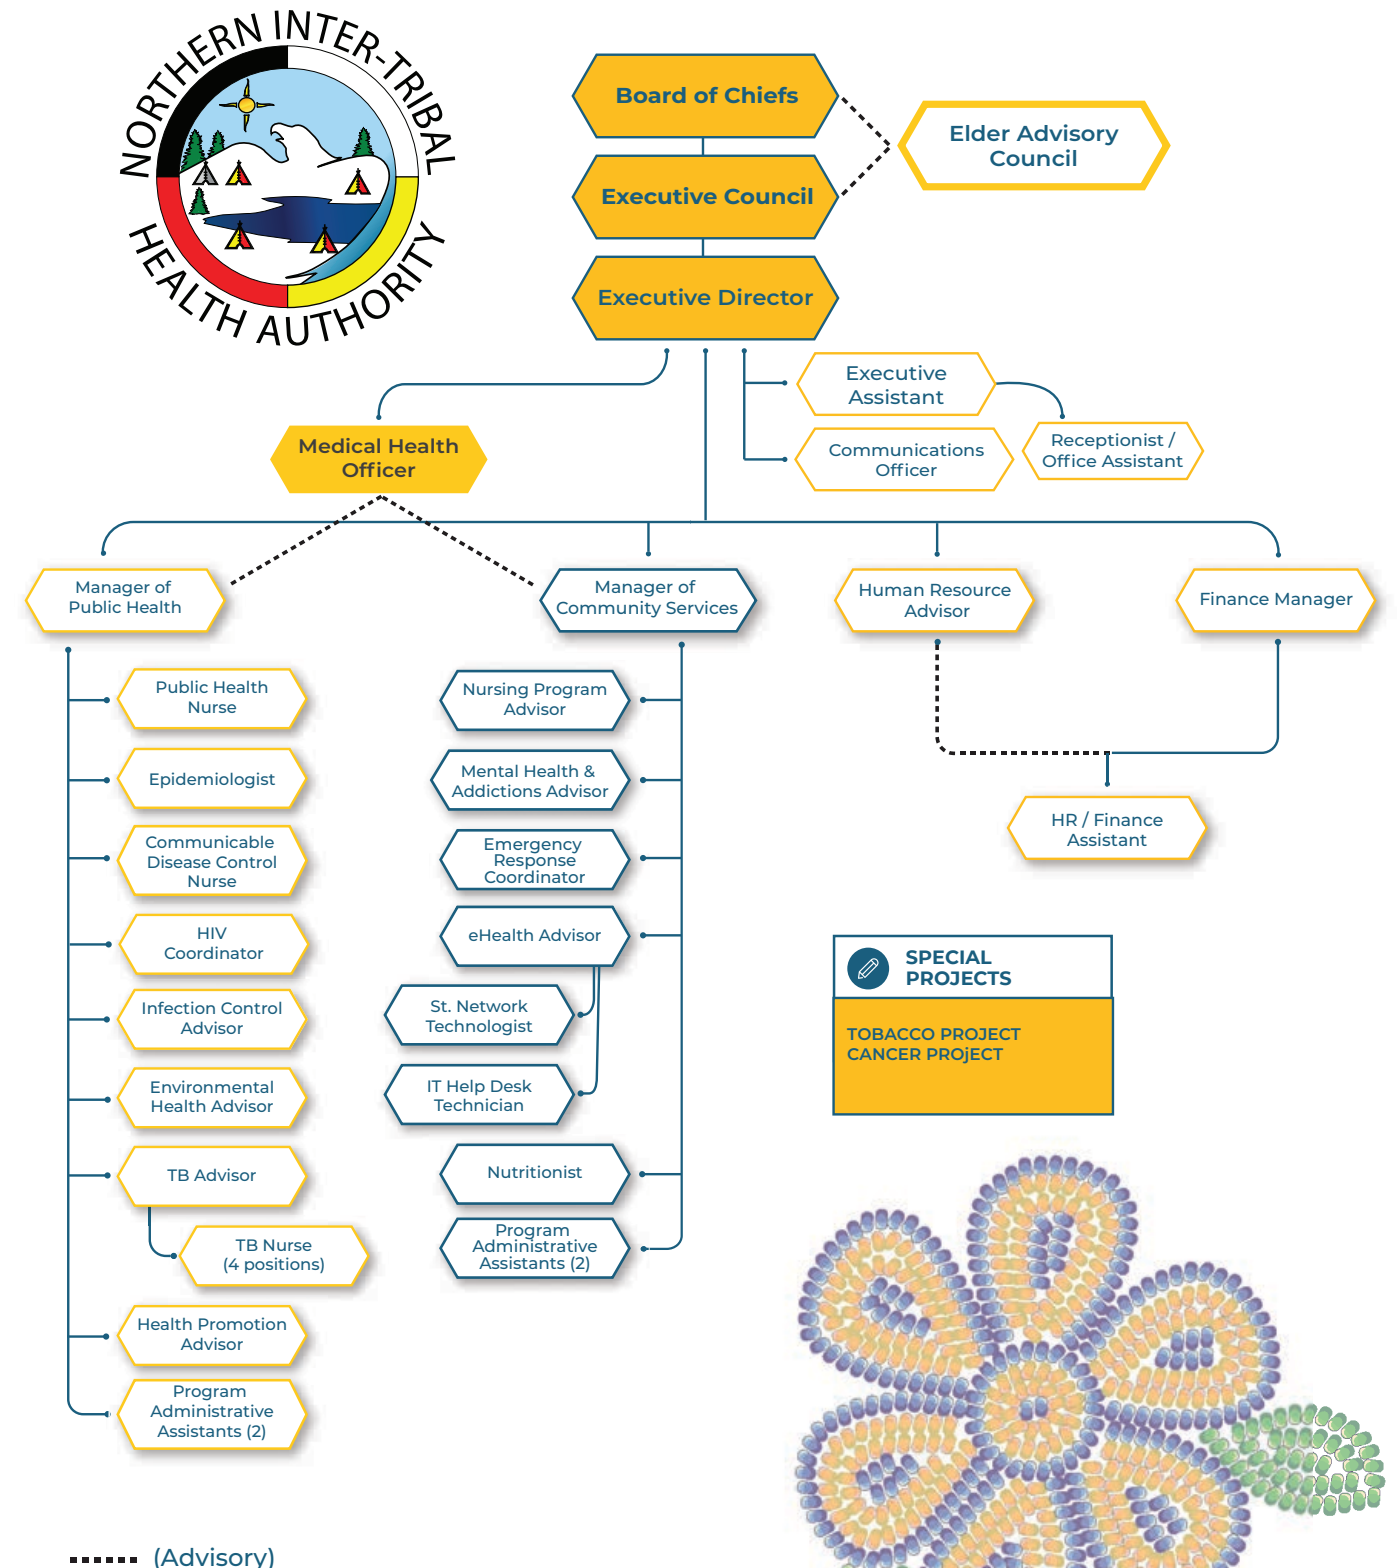 NORTHERN INTER-TRIBAL
HEALTH AUTHORITY
Board of Chiefs
Elder Advisory
Council
Executive Council
Executive Director
Executive
Assistant
Receptionist /
Office Assistant
Communications
Officer
Medical Health
Officer
Manager of
Public Health
Manager of
Community Services
Human Resource
Advisor
Finance Manager
Public Health
Nurse
Epidemiologist
Communicable
Disease Control
Nurse
HIV
Coordinator
Infection Control
Advisor
Environmental
Health Advisor
TB Advisor
TB Nurse
(4 positions)
Health Promotion
Advisor
Program
Administrative
Assistants (2)
Nursing Program
Advisor
Mental Health &
Addictions Advisor
Emergency
Response
Coordinator
eHealth Advisor
St. Network
Technologist
IT Help Desk
Technician
Nutritionist
Program
Administrative
Assistants (2)
HR / Finance
Assistant
SPECIAL
PROJECTS
TOBACCO PROJECT
CANCER PROjECT
(Advisory)